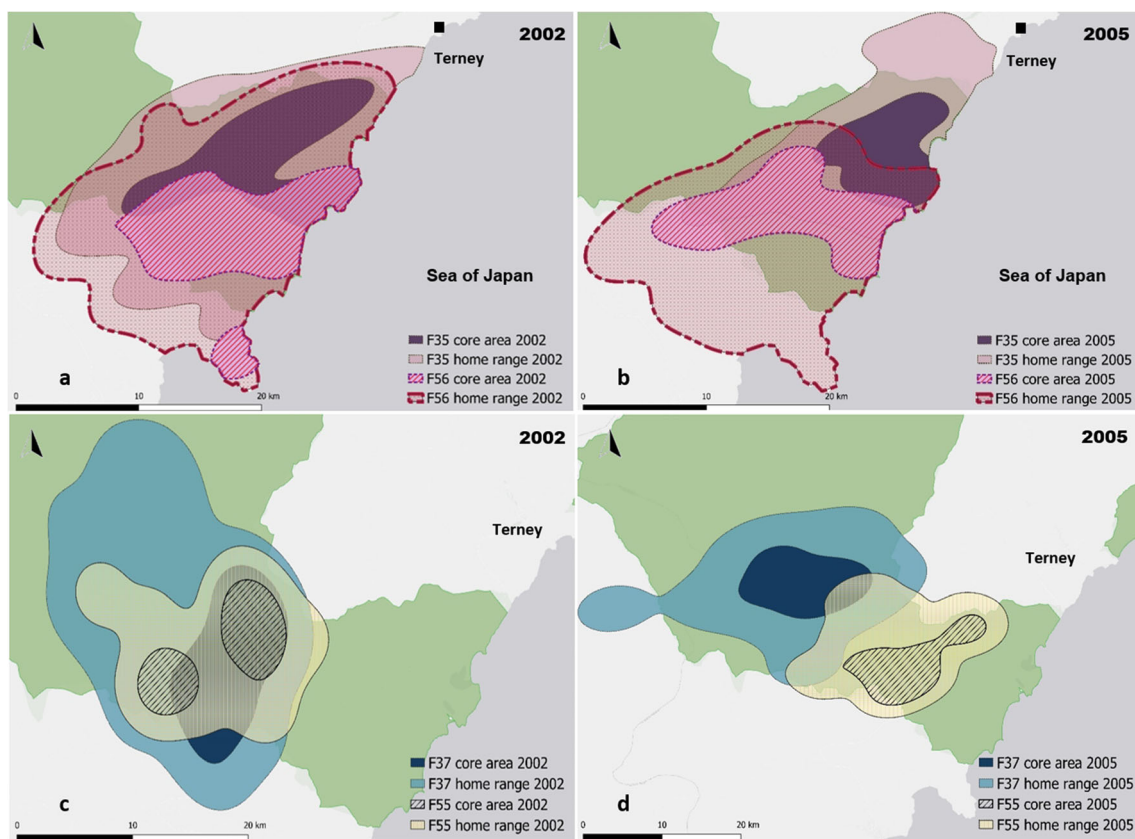 2002
Terney
Sea of Japan
F35 core area 2002
F35 home range 2002
F56 core area 2002
F56 home range 2002
a
0 10 20 km
2005
Terney
Sea of Japan
F35 core area 2005
F35 home range 2005
F56 core area 2005
F56 home range 2005
b
0 10 20 km
2002
Terney
F37 core area 2002
F37 home range 2002
F55 core area 2002
F55 home range 2002
c
0 10 20 km
2005
Terney
F37 core area 2005
F37 home range 2005
F55 core area 2005
F55 home range 2005
d
0 10 20 km